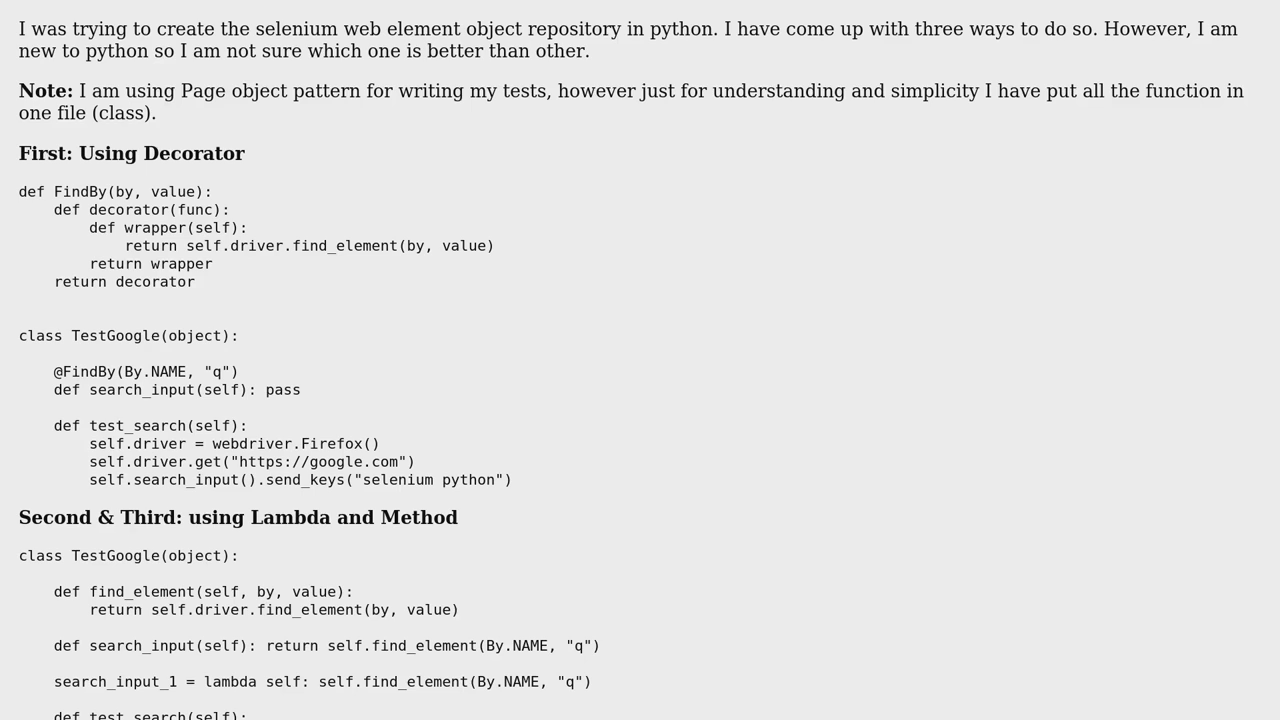 I was trying to create the selenium web element object repository in python. I have come up with three ways to do so. However, I am
new to python so I am not sure which one is better than other.
Note: I am using Page object pattern for writing my tests, however just for understanding and simplicity I have put all the function in
one file (class).
First: Using Decorator
def FindBy(by, value):
    def decorator(func):
        def wrapper(self):
            return self.driver.find_element(by, value)
        return wrapper
    return decorator
class TestGoogle(object):
    @FindBy(By.NAME, "q")
    def search_input(self): pass
    def test_search(self):
        self.driver = webdriver.Firefox()
        self.driver.get("https://google.com")
        self.search_input().send_keys("selenium python")
Second & Third: using Lambda and Method
class TestGoogle(object):
    def find_element(self, by, value):
        return self.driver.find_element(by, value)
    def search_input(self): return self.find_element(By.NAME, "q")
    search_input_1 = lambda self: self.find_element(By.NAME, "q")
    def test_search(self):